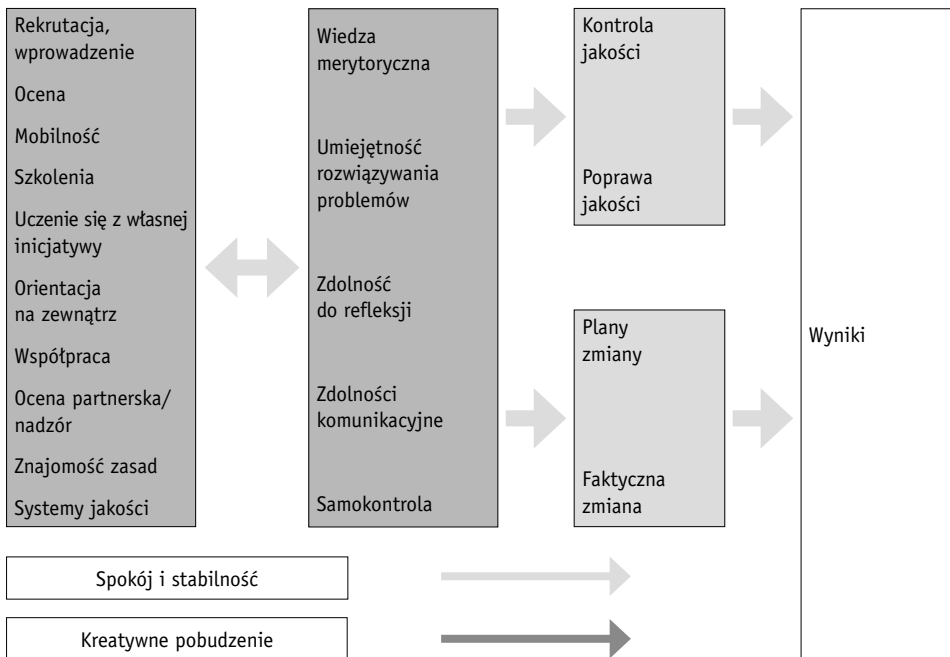 Rekrutacja,
wprowadzenie
Ocena
Mobilność
Szkolenia
Uczenie się z własnej
inicjatywy
Orientacja
na zewnątrz
Współpraca
Ocena partnerska/
nadzór
Znajomość zasad
Systemy jakości
Wiedza
merytoryczna
Umiejętność
rozwiązywania
problemów
Zdolność
do refleksji
Zdolności
komunikacyjne
Samokontrola
Kontrola
jakości
Poprawa
jakości
Plany
zmiany
Faktyczna
zmiana
Wyniki
Spokój i stabilność
Kreatywne pobudzenie